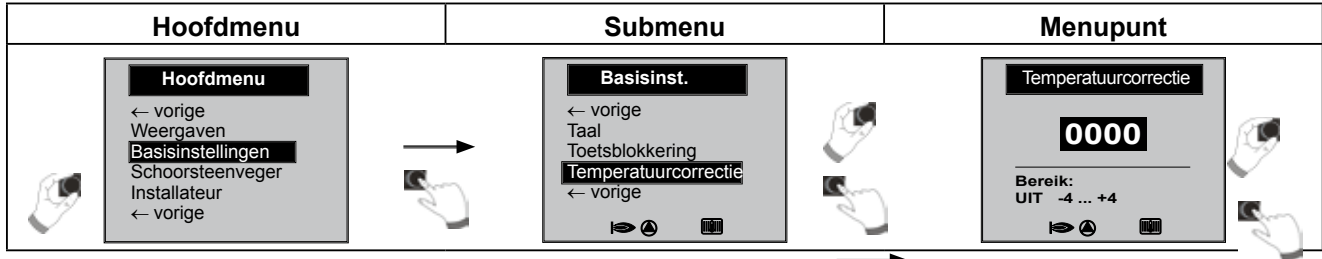 Hoofdmenu
Submenu
Menupunt
Hoofdmenu
← vorige
Weergaven
Basisinstellingen
Schoorsteenveger
Installateur
← vorige
Basisinst.
← vorige
Taal
Toetsblokkering
Temperatuurcorrectie
← vorige
Temperatuurcorrectie
0000
Bereik:
UIT -4 ... +4